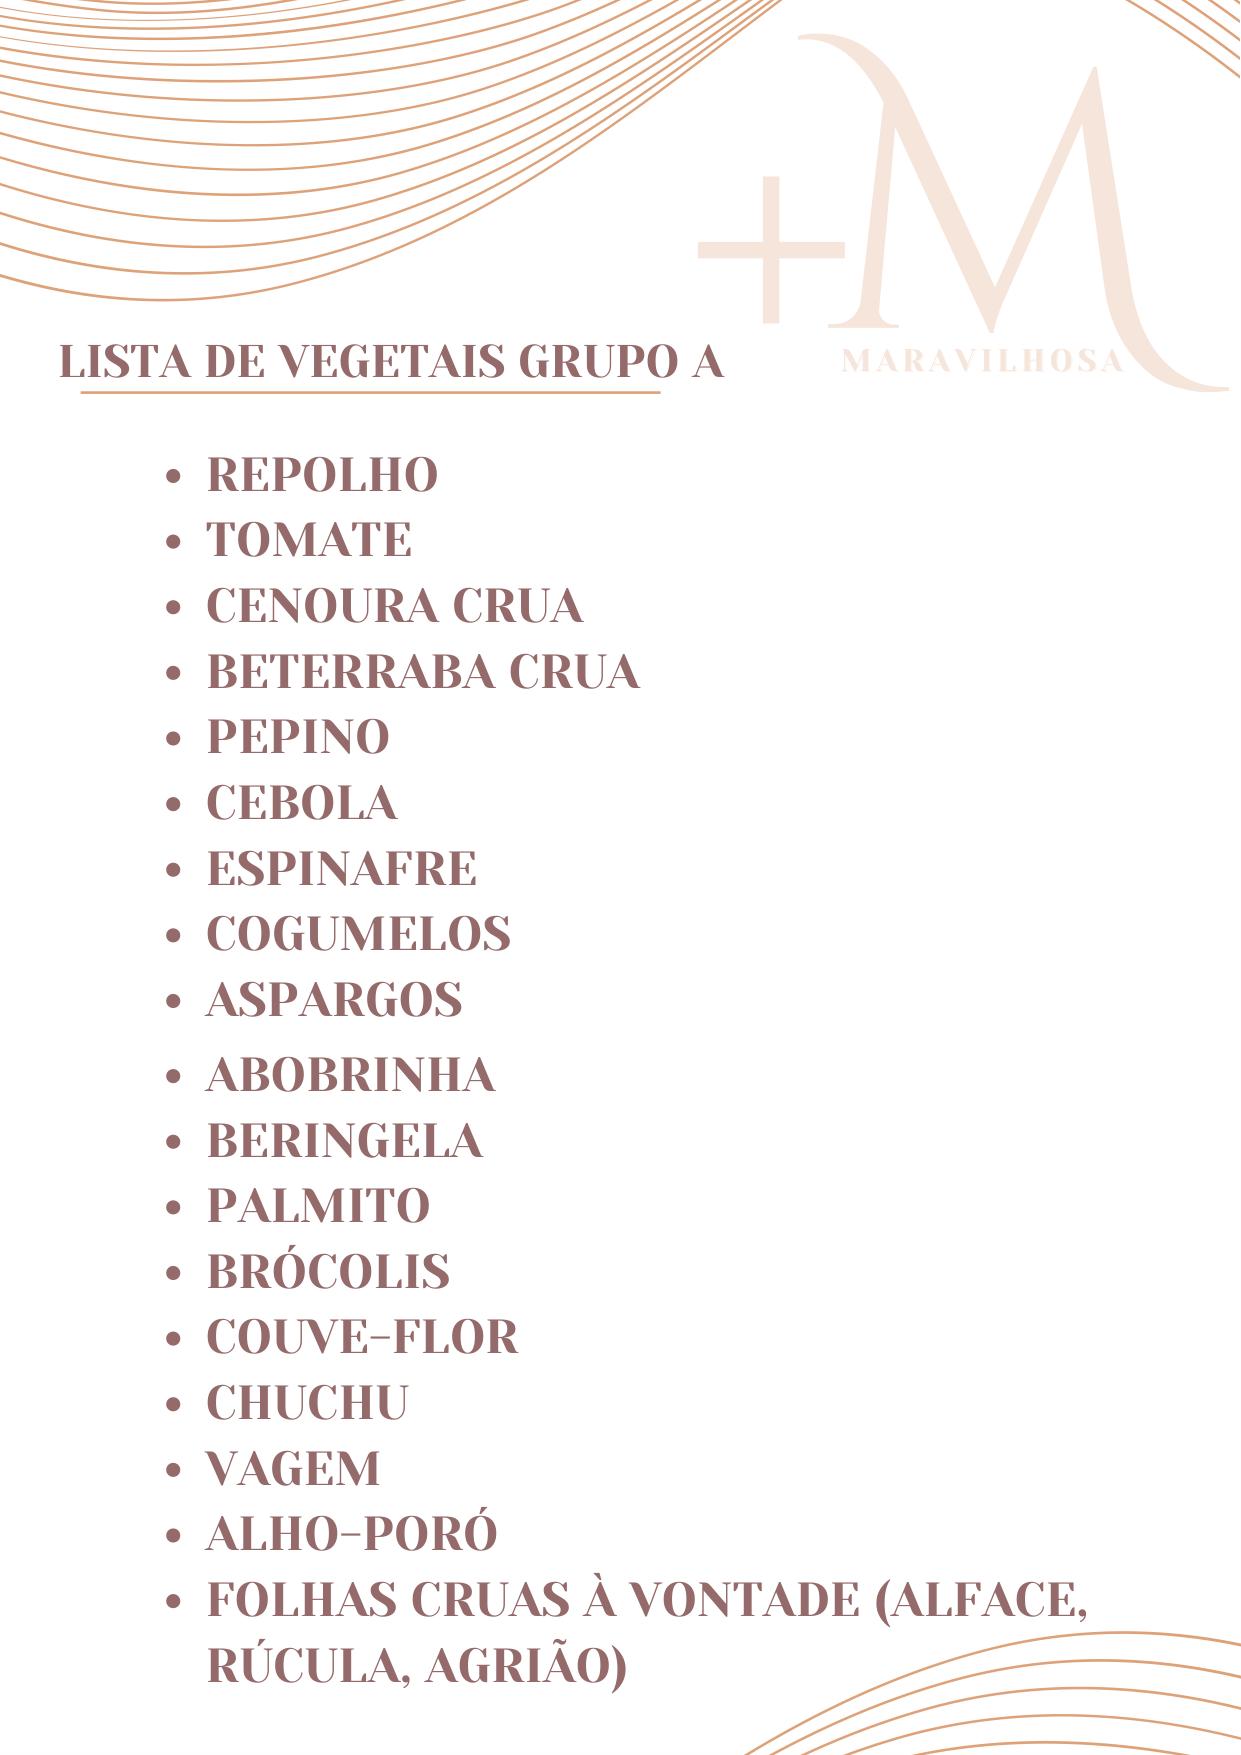 +M
MARAVILHOSA
LISTA DE VEGETAIS GRUPO A
• REPOLHO
• TOMATE
• CENOURA CRUA
• BETERRABA CRUA
• PEPINO
• CEBOLA
• ESPINAFRE
• COGUMELOS
• ASPARGOS
• ABOBRINHA
• BERINGELA
• PALMITO
• BRÓCOLIS
• COUVE-FLOR
• CHUCHU
• VAGEM
• ALHO-PORÓ
• FOLHAS CRUAS À VONTADE (ALFACE,
RÚCULA, AGRIÃO)